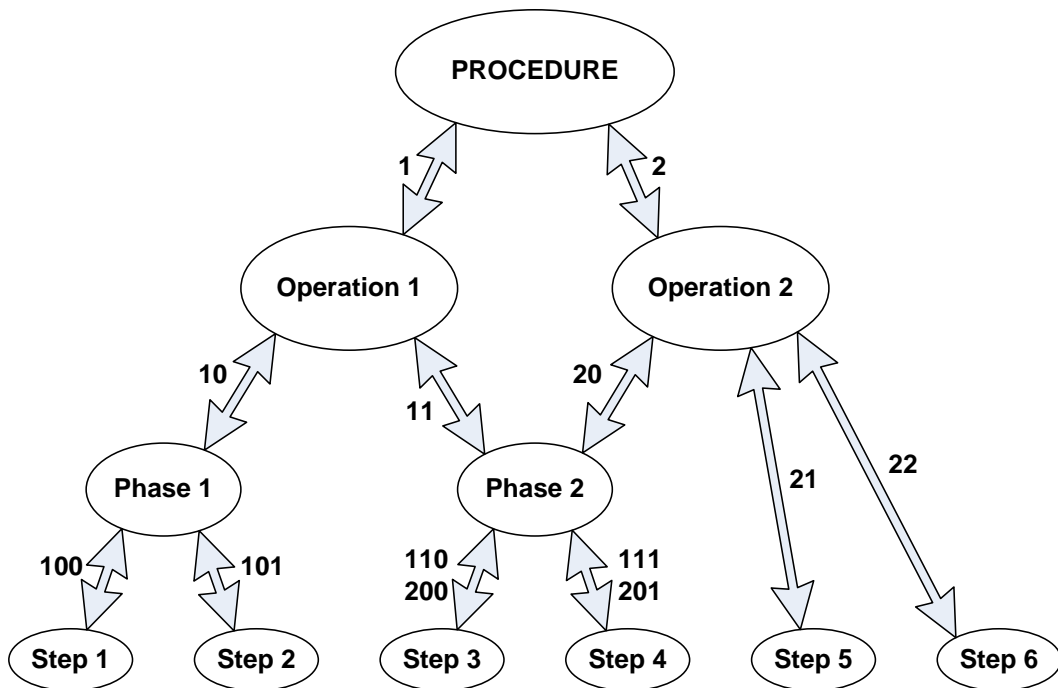 PROCEDURE
1
2
Operation 1
Operation 2
10
11
20
21
22
Phase 1
Phase 2
100
101
110
200
111
201
Step 1
Step 2
Step 3
Step 4
Step 5
Step 6